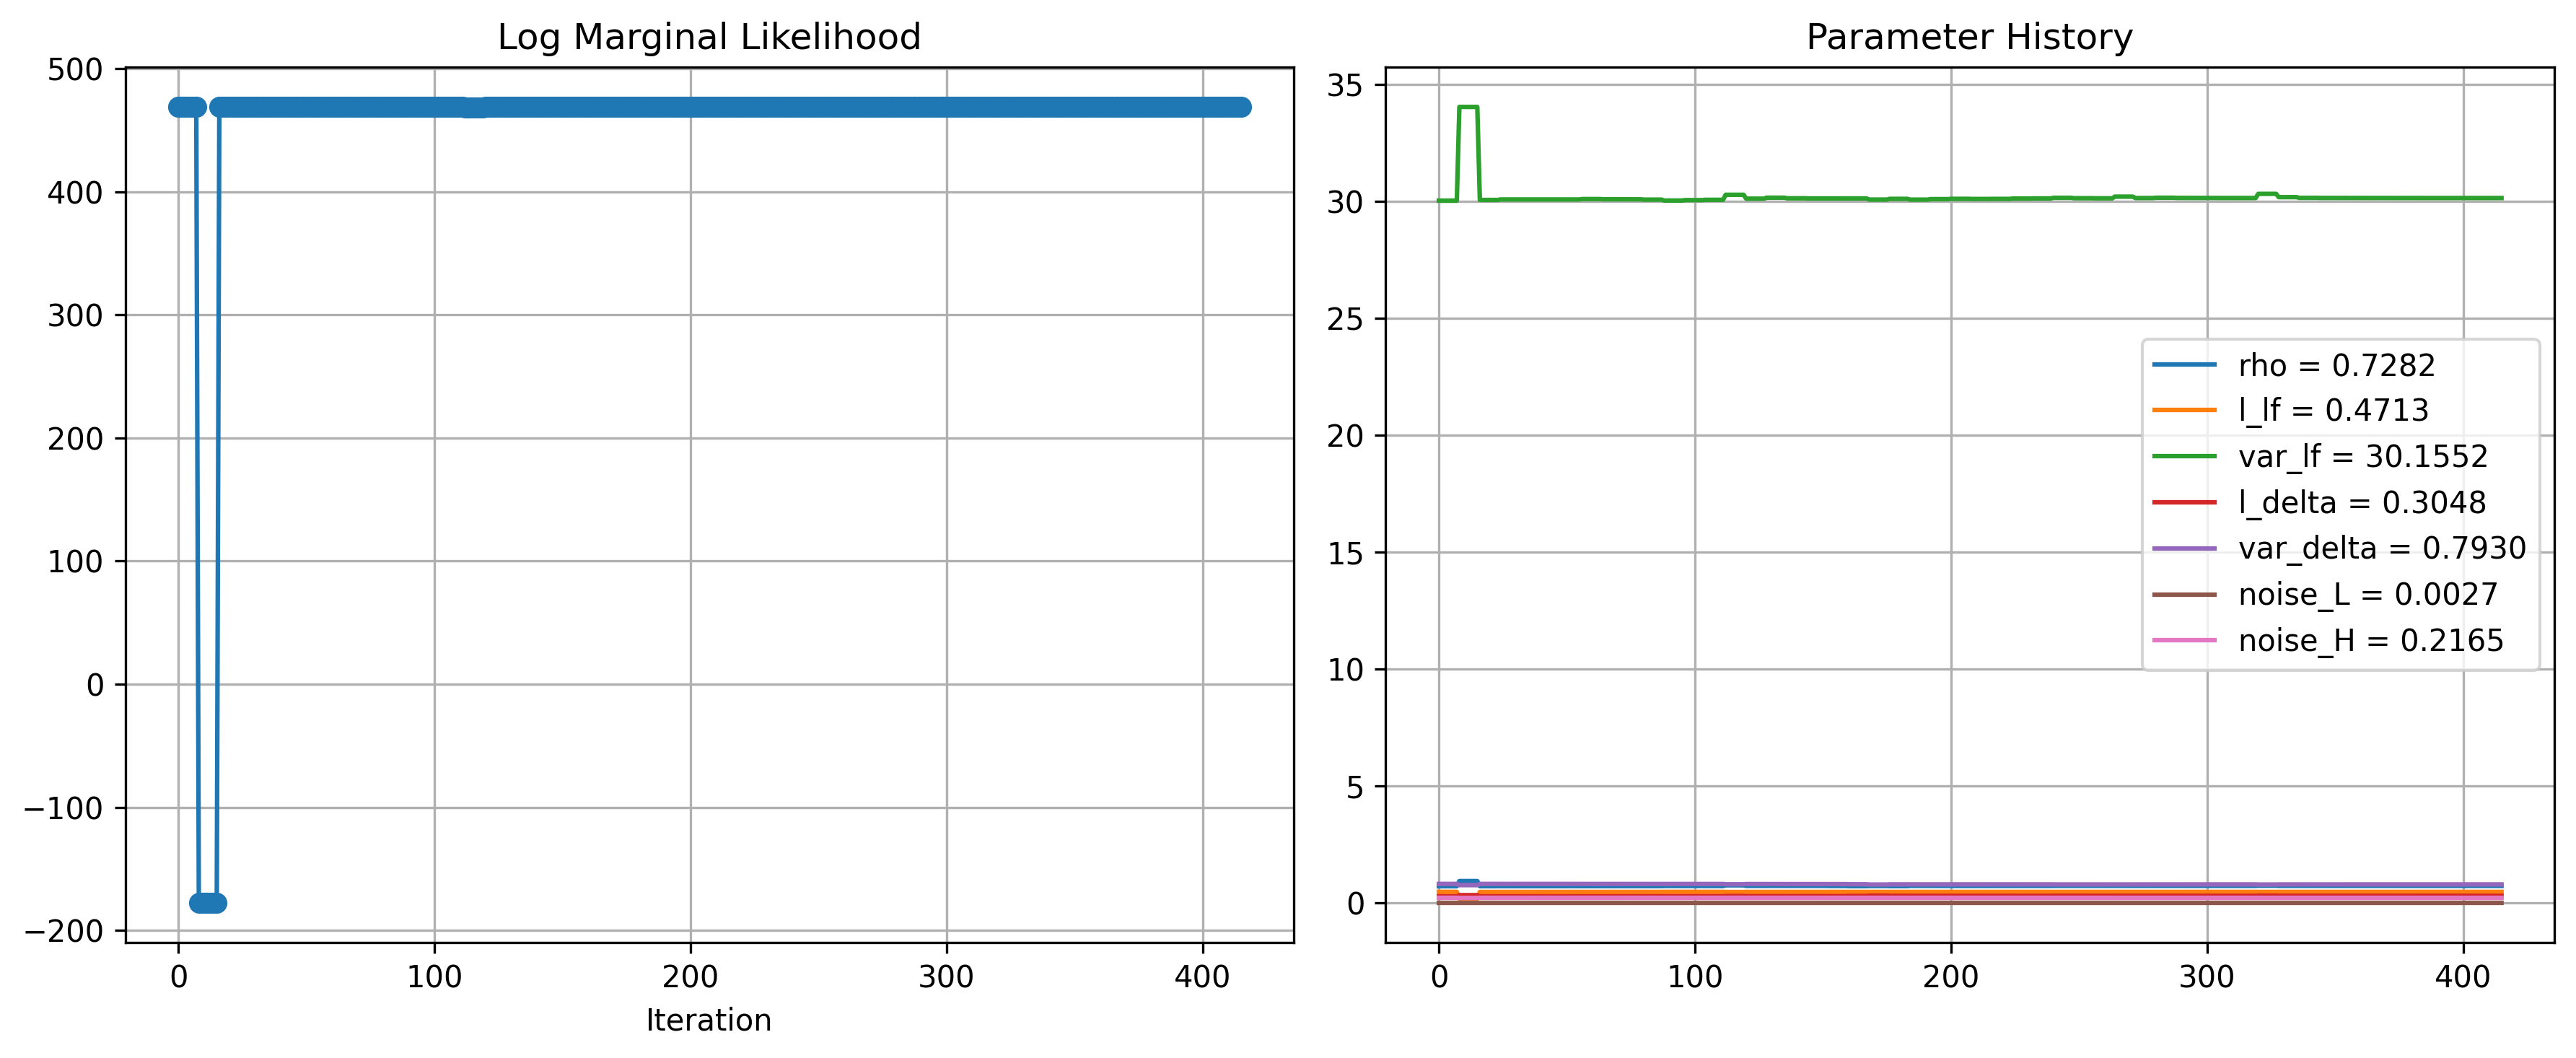 Log Marginal Likelihood
500
400
300
200
100
0
−100
−200
0 100 200 300 400
Iteration
Parameter History
35
30
25
20
15
10
5
0
0 100 200 300 400
rho = 0.7282
l_lf = 0.4713
var_lf = 30.1552
l_delta = 0.3048
var_delta = 0.7930
noise_L = 0.0027
noise_H = 0.2165